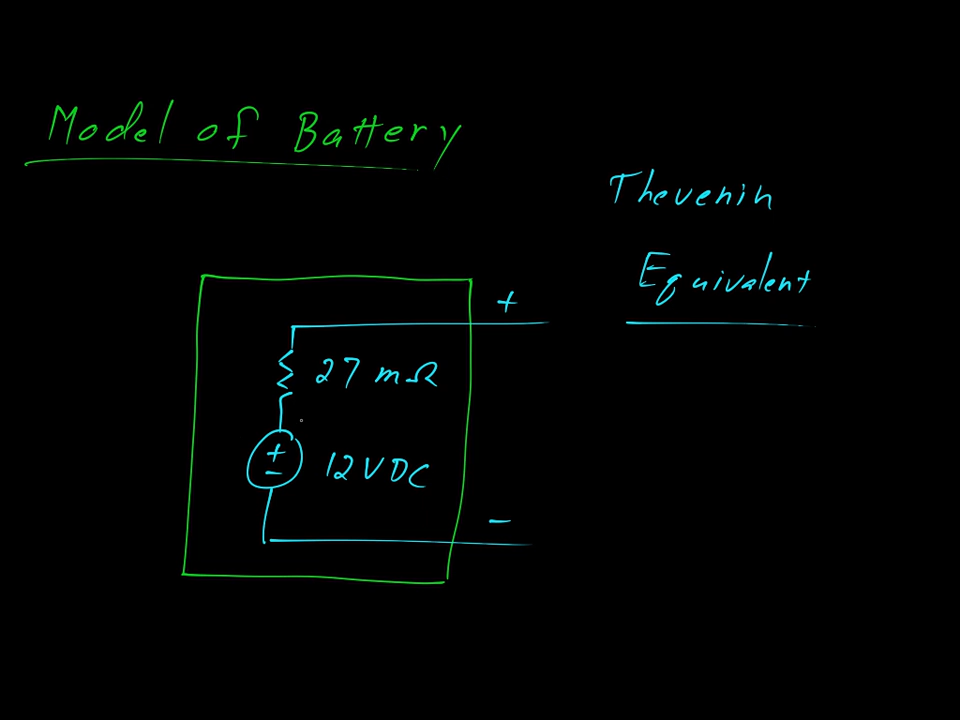 Model of Battery
Thevenin
Equivalent
+
27 mΩ
+
-
12VDC
-